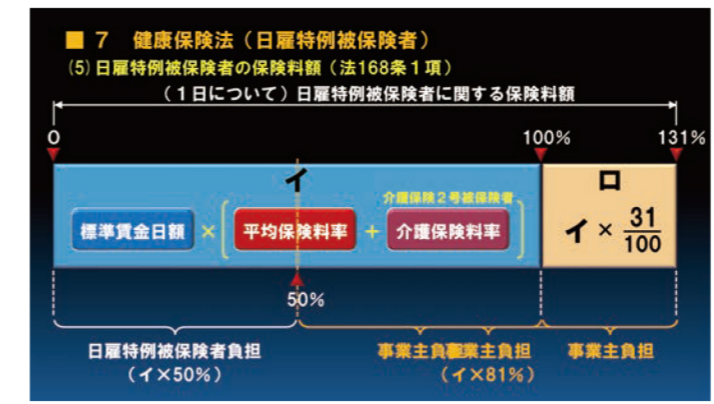 ■ 7 健康保険法（日雇特例被保険者）
(5)日雇特例被保険者の保険料額（法168条1項）
（1日について）日雇特例被保険者に関する保険料額
0 100% 131%
イ ロ
介護保険2号被保険者
標準賃金日額 × 平均保険料率 + 介護保険料率 イ × 31/100
50%
日雇特例被保険者負担 事業主負担 事業主負担 事業主負担
（イ×50%） （イ×81%）